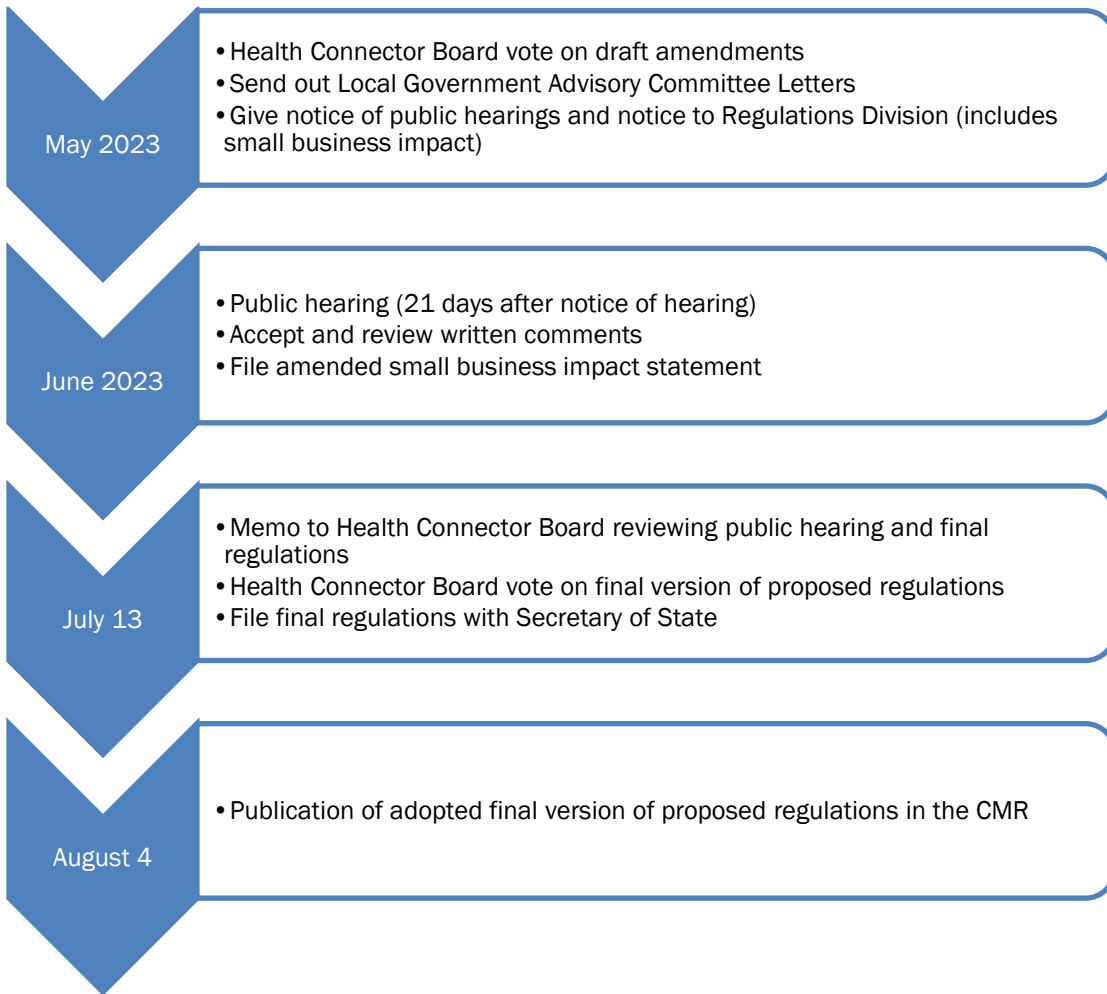 May 2023
•Health Connector Board vote on draft amendments
•Send out Local Government Advisory Committee Letters
•Give notice of public hearings and notice to Regulations Division (includes
small business impact)
June 2023
•Public hearing (21 days after notice of hearing)
•Accept and review written comments
•File amended small business impact statement
July 13
•Memo to Health Connector Board reviewing public hearing and final
regulations
•Health Connector Board vote on final version of proposed regulations
•File final regulations with Secretary of State
August 4
•Publication of adopted final version of proposed regulations in the CMR